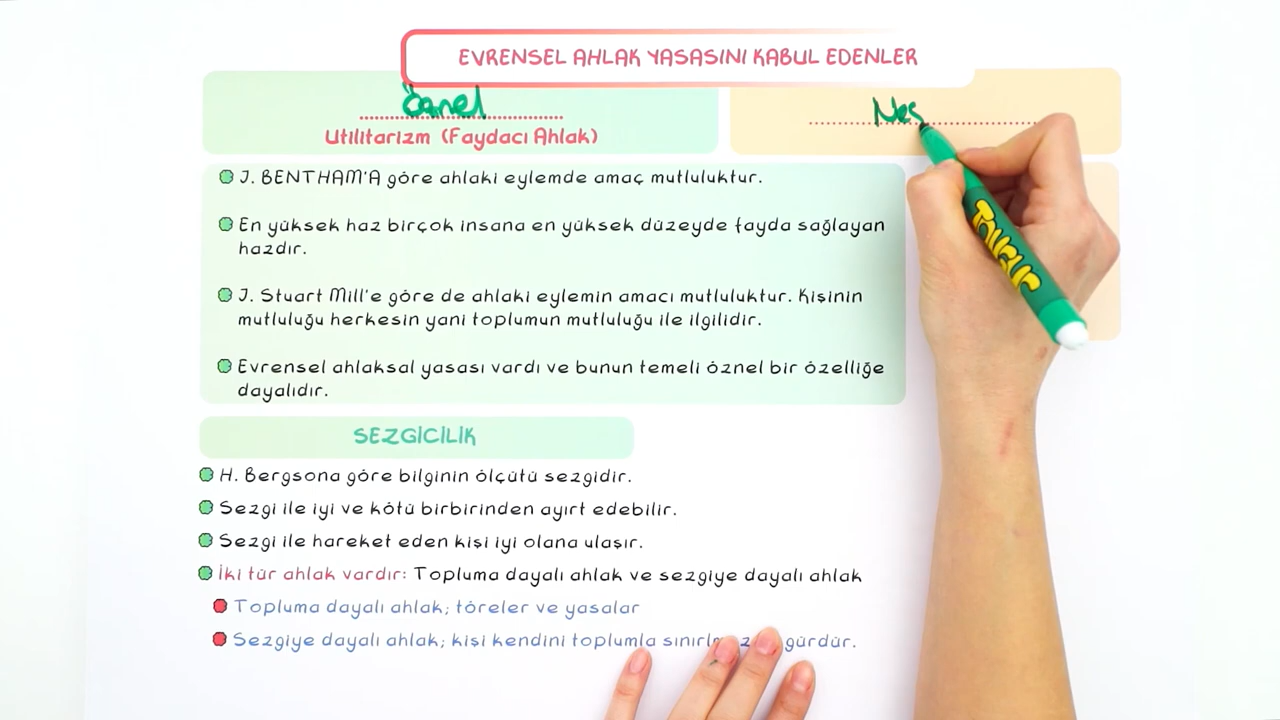 EVRENSEL AHLAK YASASINI KABUL EDENLER
Öznel
Nes
Utilitarizm (Faydacı Ahlak)
J. BENTHAM'A göre ahlaki eylemde amaç mutluluktur.
En yüksek haz birçok insana en yüksek düzeyde fayda sağlayan
hazdır.
J. Stuart Mill'e göre de ahlaki eylemin amacı mutluluktur. Kişinin
mutluluğu herkesin yani toplumun mutluluğu ile ilgilidir.
Evrensel ahlaksal yasası vardı ve bunun temeli öznel bir özelliğe
dayalıdır.
TOUCUR
SEZGİCİLİK
H. Bergsona göre bilginin ölçütü sezgidir.
Sezgi ile iyi ve kötü birbirinden ayırt edebilir.
Sezgi ile hareket eden kişi iyi olana ulaşır.
İki tür ahlak vardır: Topluma dayalı ahlak ve sezgiye dayalı ahlak
Topluma dayalı ahlak; töreler ve yasalar
Sezgiye dayalı ahlak; kişi kendini toplumla